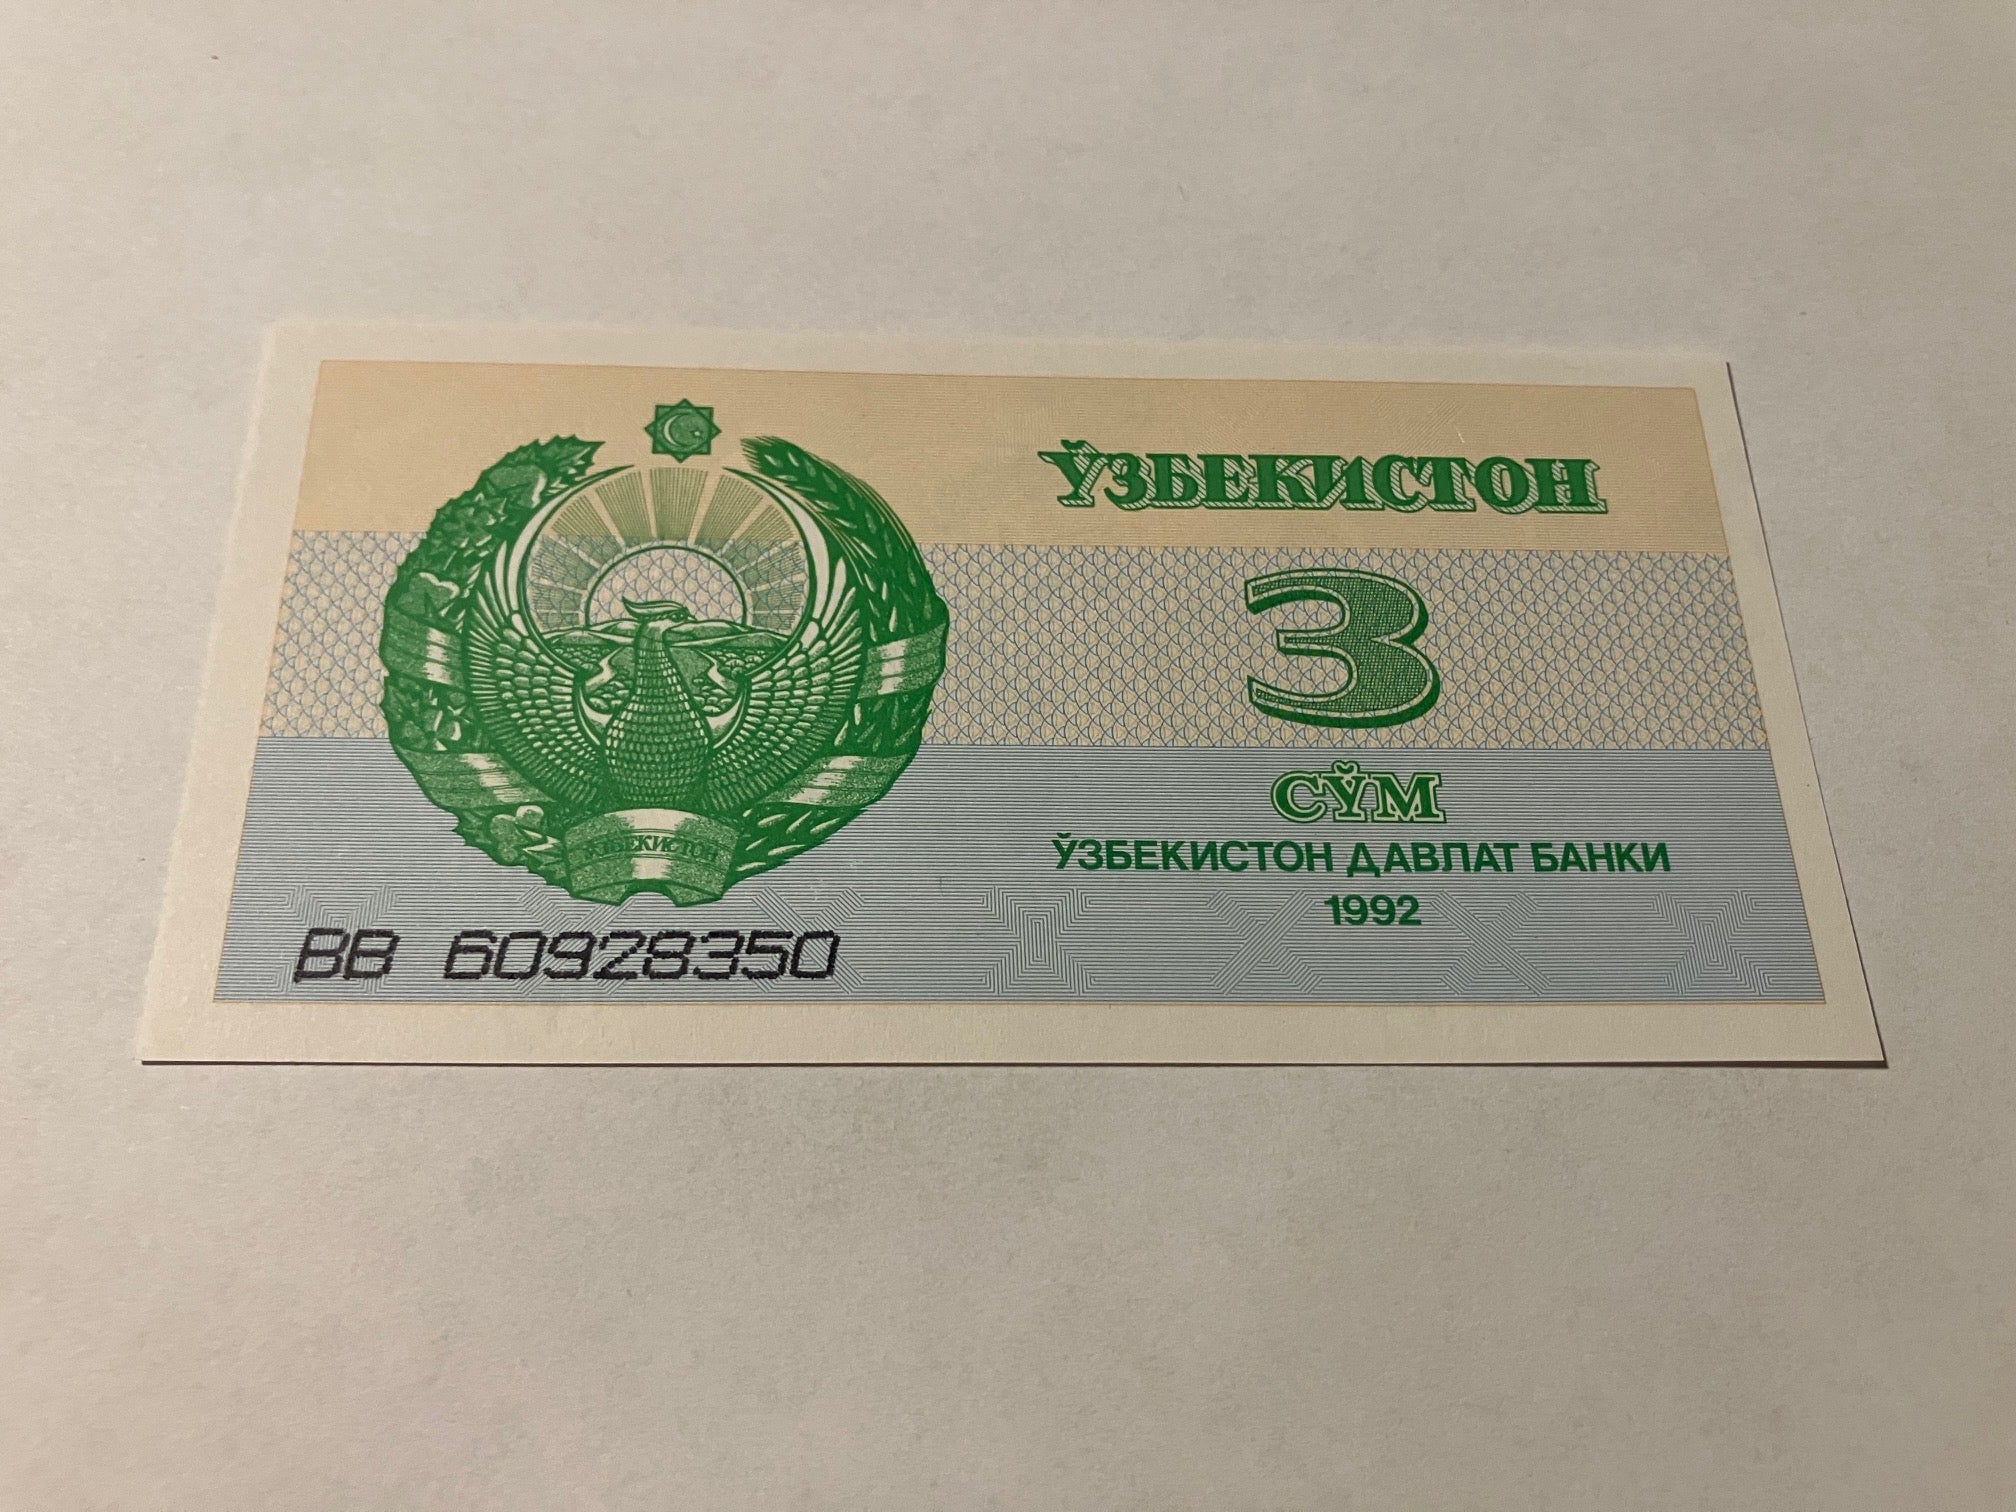 ЎЗБЕКИСТОН
3
СЎМ
ЎЗБЕКИСТОН ДАВЛАТ БАНКИ
1992
ЎЗБЕКИСТОН
ВВ 60928350